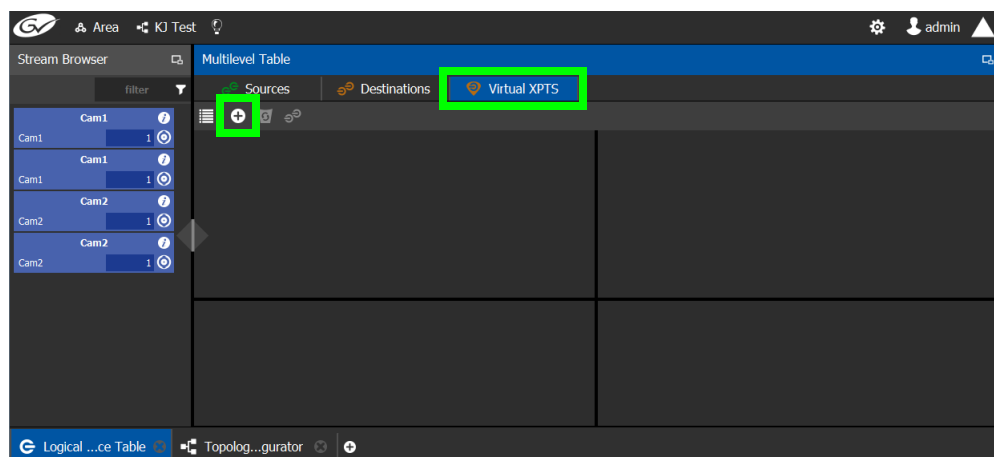 GV Area KJ Test admin
Stream Browser Multilevel Table
filter Sources Destinations Virtual XPTS
Cam1
Cam1 1
Cam1
Cam1 1
Cam2
Cam2 1
Cam2
Cam2 1
Logical ...ce Table Topolog...gurator